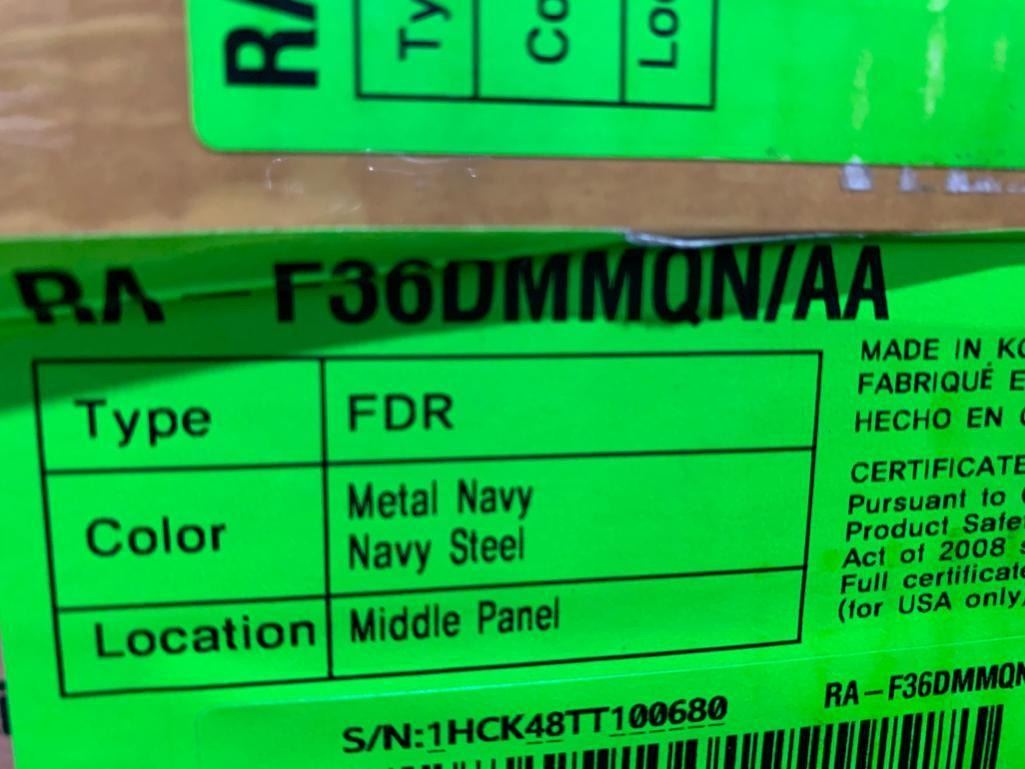 RA
Ty
Co
Loc
RA-F36DMMQN/AA
Type FDR
Color Metal Navy
Navy Steel
Location Middle Panel
MADE IN KO
FABRIQUÉ E
HECHO EN
CERTIFICATE
Pursuant to
Product Safe
Act of 2008
Full certificate
(for USA only)
RA-F36DMMQN
S/N:1HCK48TT100680